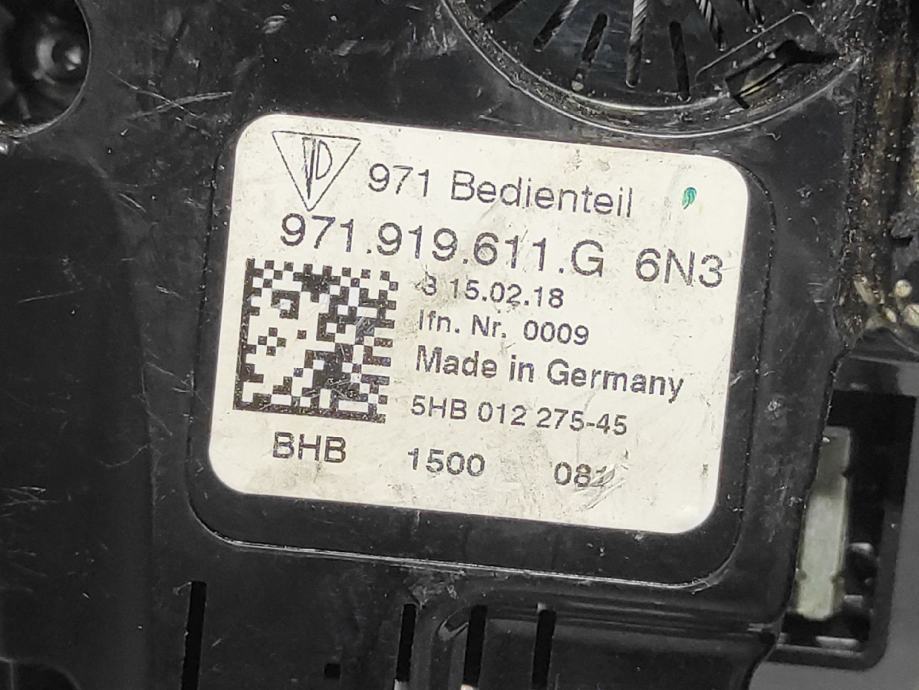 971 Bedienteil
971.919.611.G 6N3
15.02.18
lfn. Nr. 0009
Made in Germany
5HB 012 275-45
BHB 1500